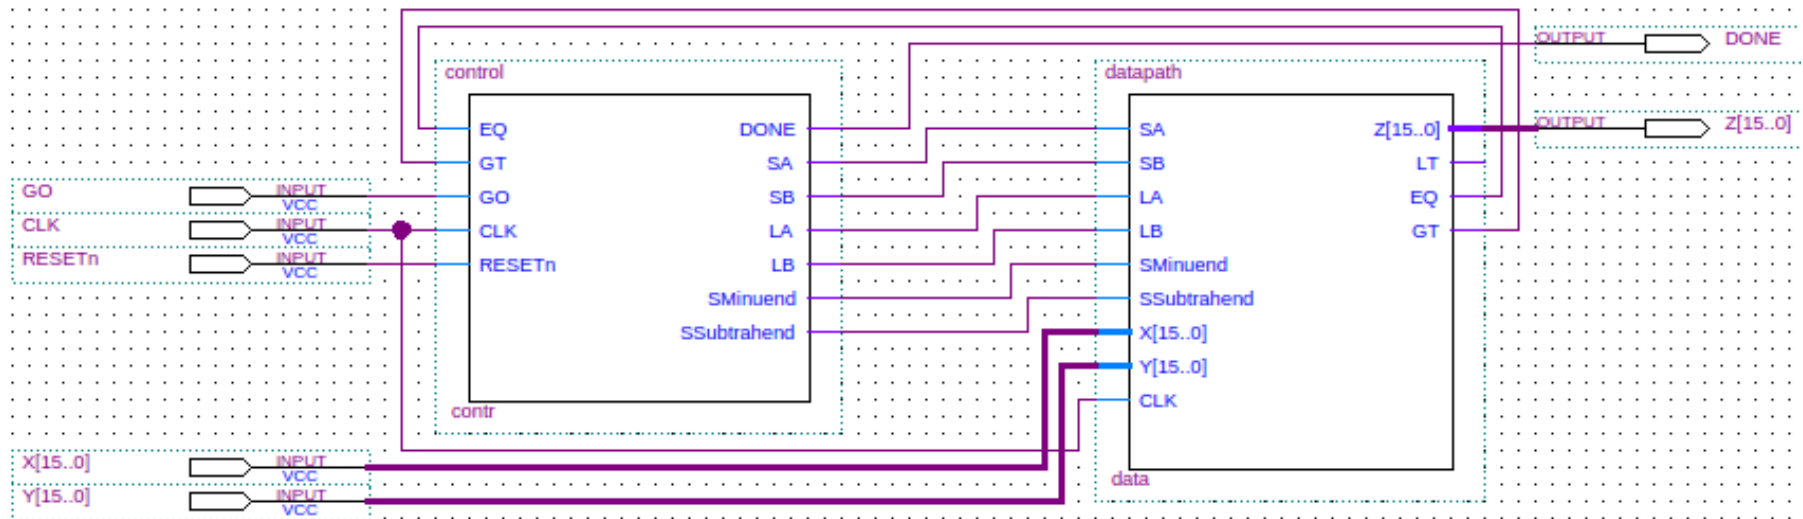 OUTPUT DONE
control
datapath
EQ DONE SA Z[15..0] OUTPUT Z[15..0]
GT SA SB LT
GO INPUT VCC GO SB LA EQ
CLK INPUT VCC CLK LA LB GT
RESETn INPUT VCC RESETn LB SMinuend
SMinuend SSubtrahend
SSubtrahend X[15..0]
Y[15..0]
CLK
contr
X[15..0] INPUT VCC
data
Y[15..0] INPUT VCC